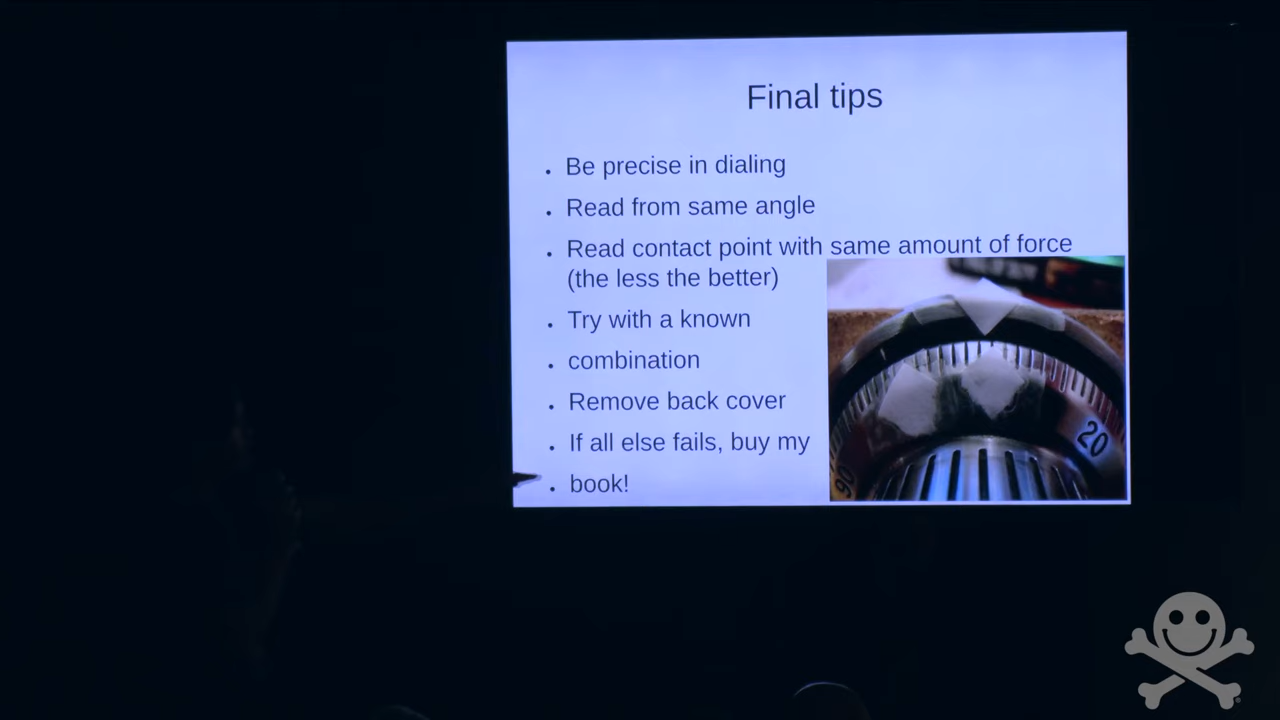 Final tips
• Be precise in dialing
• Read from same angle
• Read contact point with same amount of force
(the less the better)
• Try with a known
• combination
• Remove back cover
• If all else fails, buy my
• book!
20
90